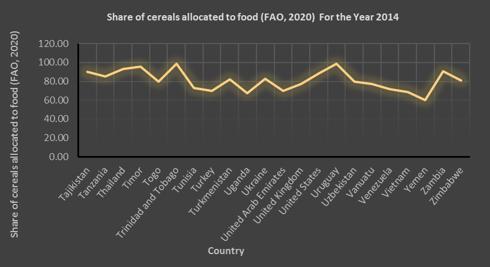 Share of cereals allocated to food (FAO, 2020)  For the Year 2014
Share of cereals allocated to food (FAO, 2020)
120.00
100.00
80.00
60.00
40.00
20.00
0.00
Tajikistan
Tanzania
Thailand
Timor
Togo
Trinidad and Tobago
Tunisia
Turkey
Turkmenistan
Uganda
Ukraine
United Arab Emirates
United Kingdom
United States
Uruguay
Uzbekistan
Vanuatu
Venezuela
Vietnam
Yemen
Zambia
Zimbabwe
Country